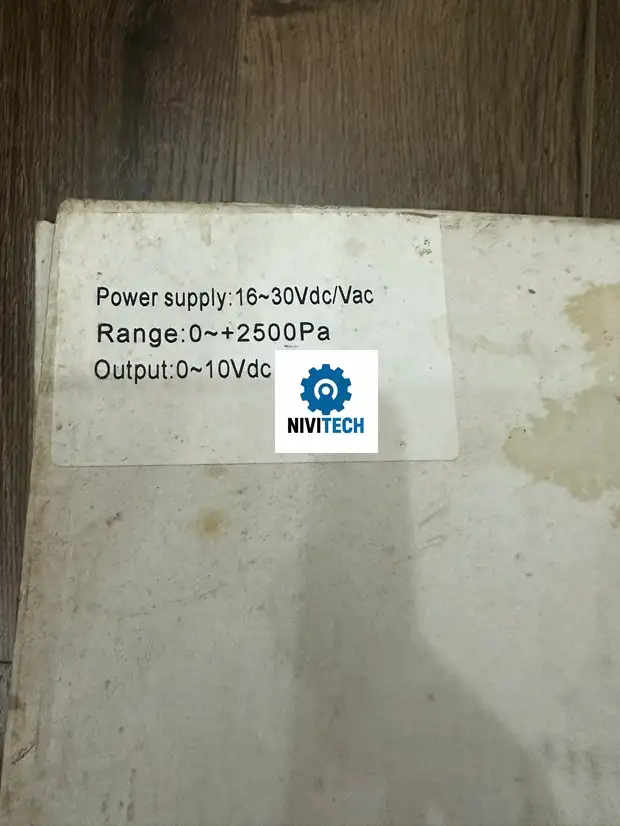 Power supply:16~30Vdc/Vac
Range:0~+2500Pa
Output:0~10Vdc
NIVITECH